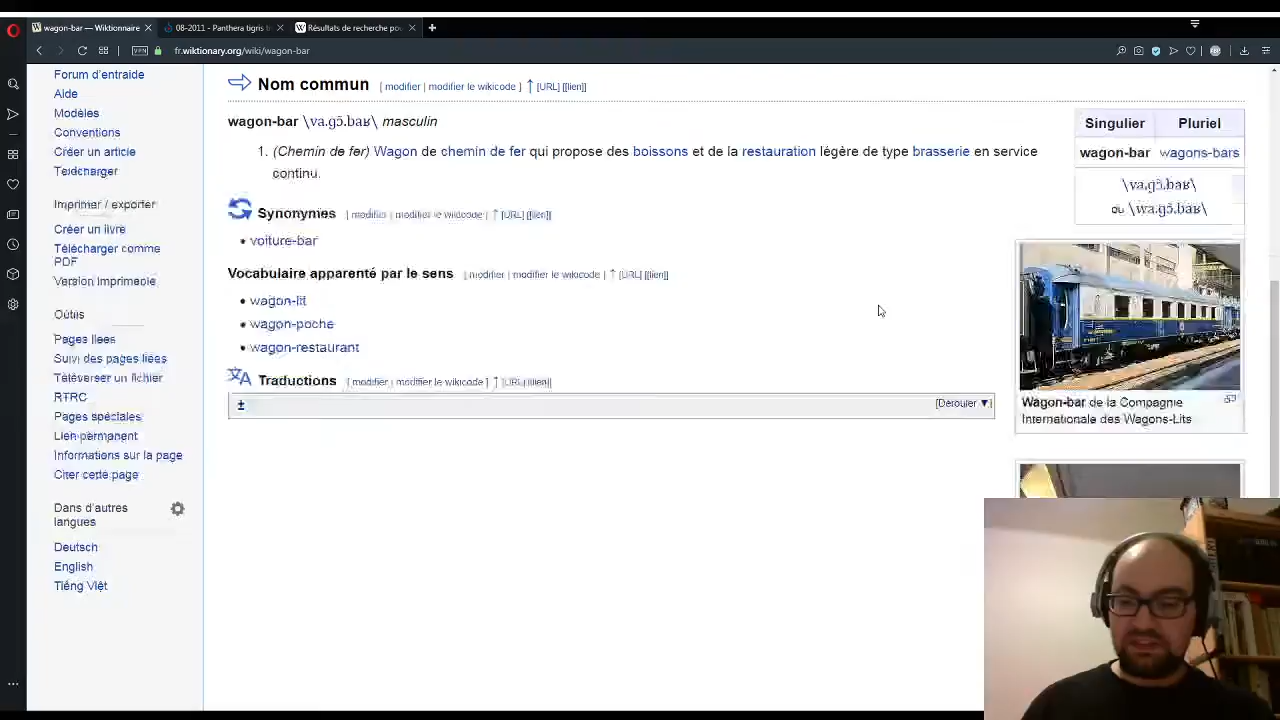 wagon-bar — Wiktionnaire
08-2011 - Panthera tigris t
Résultats de recherche po
VPN
fr.wiktionary.org/wiki/wagon-bar
Forum d'entraide
Aide
Modèles
Conventions
Créer un article
Télécharger
Imprimer / exporter
Créer un livre
Télécharger comme
PDF
Version imprimable
Outils
Pages liées
Suivi des pages liées
Téléverser un fichier
RTRC
Pages spéciales
Lien permanent
Informations sur la page
Citer cette page
Dans d'autres
langues
Deutsch
English
Tiếng Việt
Nom commun [ modifier | modifier le wikicode ] ↑ [URL] [[lien]]
wagon-bar \va.ɡɔ̃.baʁ\ masculin
1. (Chemin de fer) Wagon de chemin de fer qui propose des boissons et de la restauration légère de type brasserie en service
continu.
Synonymes [ modifier | modifier le wikicode ] ↑ [URL] [[lien]]
• voiture-bar
Vocabulaire apparenté par le sens [ modifier | modifier le wikicode ] ↑ [URL] [[lien]]
• wagon-lit
• wagon-poche
• wagon-restaurant
Traductions [ modifier | modifier le wikicode ] ↑ [URL] [[lien]]
± [Dérouler ▼]
Singulier Pluriel
wagon-bar wagons-bars
\va.ɡɔ̃.baʁ\
ou \wa.ɡɔ̃.baʁ\
Wagon-bar de la Compagnie
Internationale des Wagons-Lits